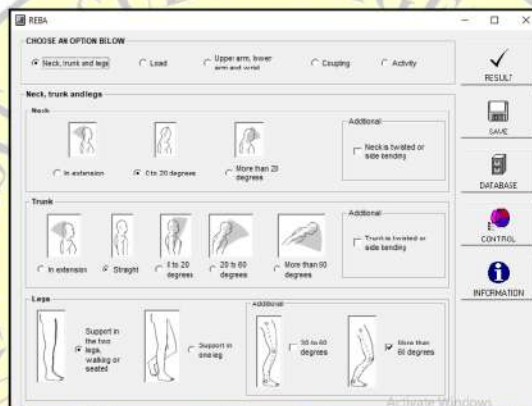 REBA
CHOOSE AN OPTION BELOW
Neck, trunk and legs
Load
Upper arm, lower
arm and wrist
Coupling
Activity
RESULT
Neck, trunk and legs
Neck
In extension
0 to 20 degrees
More than 20
degrees
Additional
Neck is twisted or
side bending
SAVE
DATABASE
Trunk
In extension
Straight
0 to 20
degrees
20 to 60
degrees
More than 60
degrees
Additional
Trunk is twisted or
side bending
CONTROL
INFORMATION
Legs
Support in
the two
legs,
walking or
seated
Support in
one leg
Additional
30 to 60
degrees
More than
60 degrees
Activate Windows